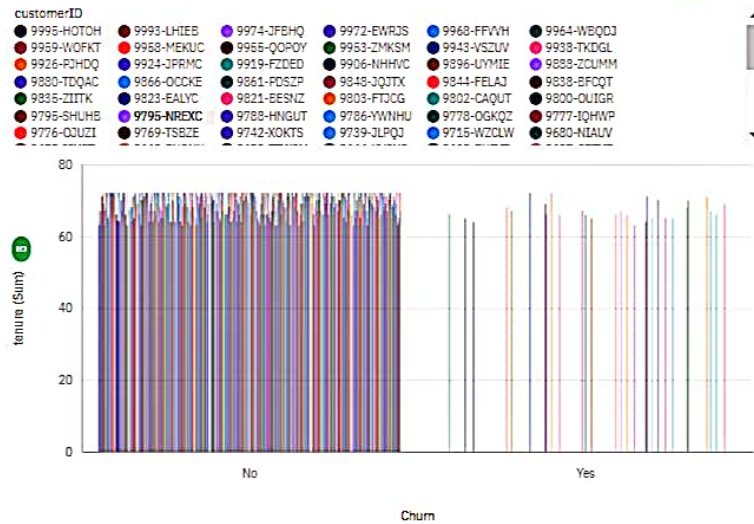 customerID
9995-HOTOH 9993-LHIEB 9974-JFBHQ 9972-EWRJS 9968-FFVVH 9964-WBQDJ
9959-WOFKT 9958-MEKUC 9955-QOPOY 9953-ZMKSM 9943-VSZUV 9938-TKDGL
9926-PJHDQ 9924-JPRMC 9919-FZDED 9906-NHHVC 9896-UYMIE 9888-ZCUMM
9880-TDQAC 9866-OCCKE 9861-PDSZP 9848-JQJTX 9844-FELAJ 9838-BFCQT
9835-ZIITK 9823-EALYC 9821-BESNZ 9803-FTJCG 9802-CAQUT 9800-OUIGR
9795-SHUHB 9795-NREXC 9788-HNGUT 9786-YWNHU 9778-OGKQZ 9777-IQHWP
9776-OJUZI 9769-TSBZE 9742-XOKTS 9739-JLPQJ 9715-WZCLW 9680-NIAUV
80
60
40
20
0
tenure (Sum)
No Yes
Churn